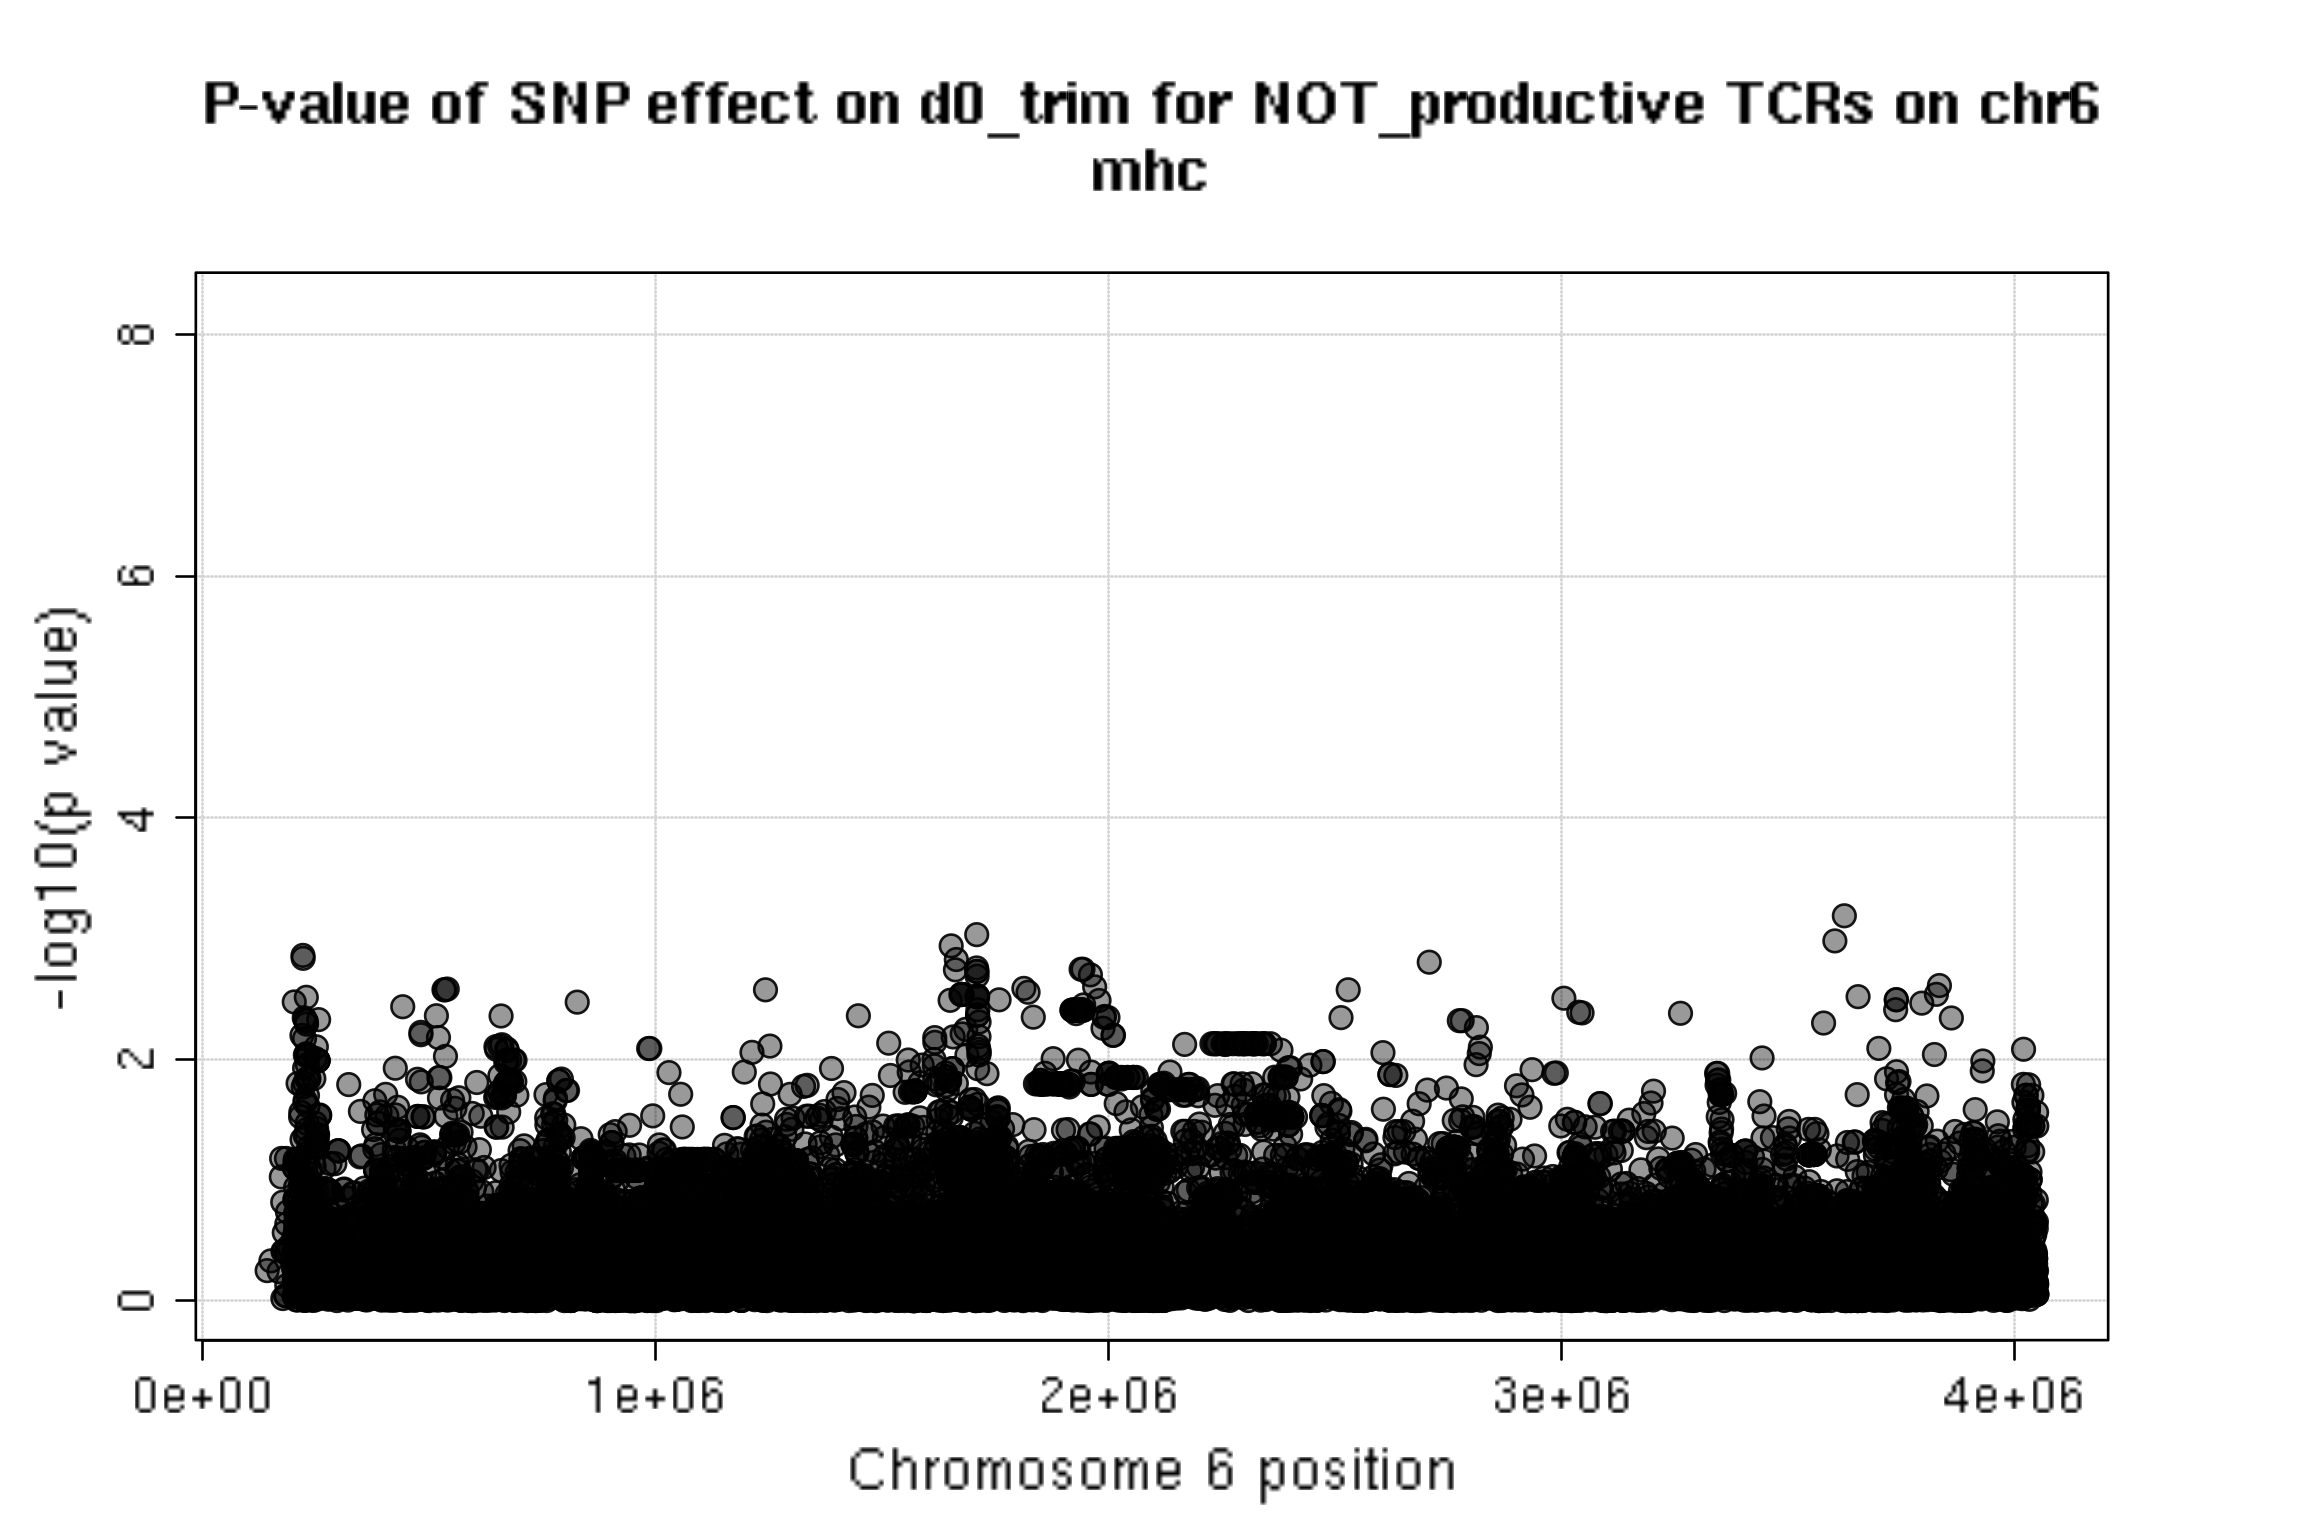 P-value of SNP effect on d0_trim for NOT_productive TCRs on chr6
mhc
-log10(p value)
8
6
4
2
0
0e+00 1e+06 2e+06 3e+06 4e+06
Chromosome 6 position